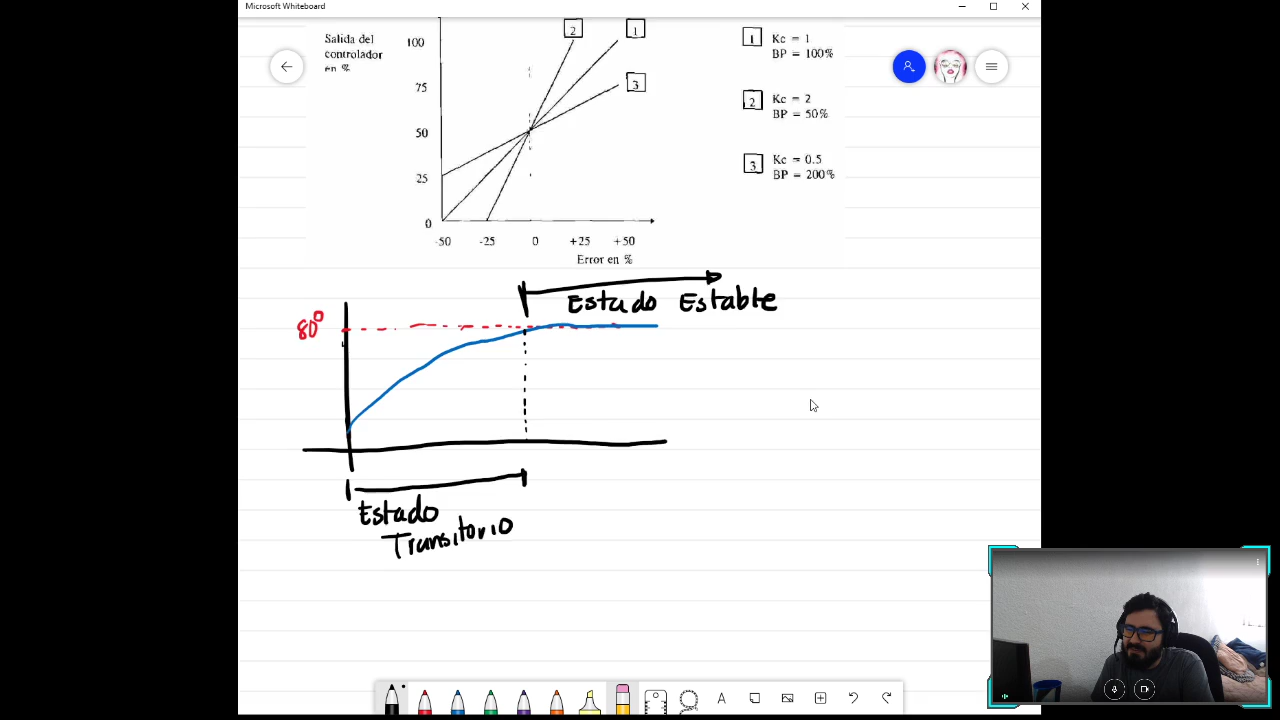 Microsoft Whiteboard
Salida del
controlador
en %
100
75
50
25
0
2
1
3
-50 -25 0 +25 +50
Error en %
1 Kc = 1
BP = 100%
2 Kc = 2
BP = 50%
3 Kc = 0.5
BP = 200%
80°
Estado Estable
Estado
Transitorio
A